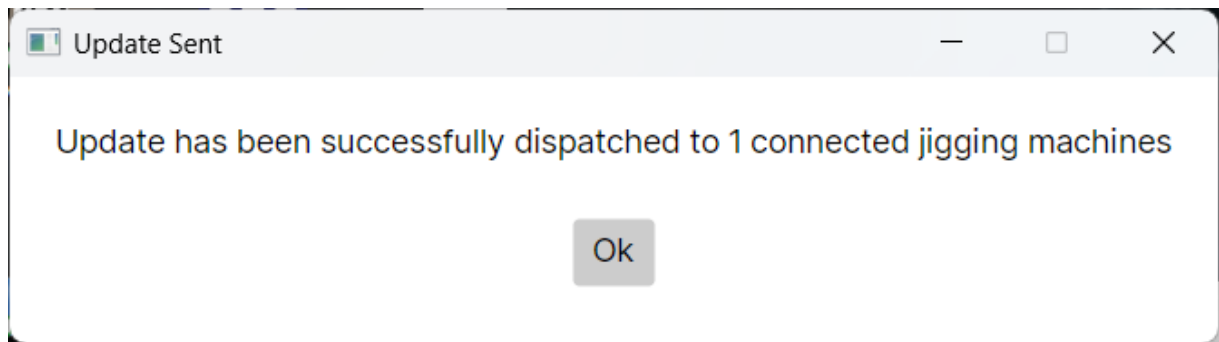 Update Sent
Update has been successfully dispatched to 1 connected jigging machines
Ok